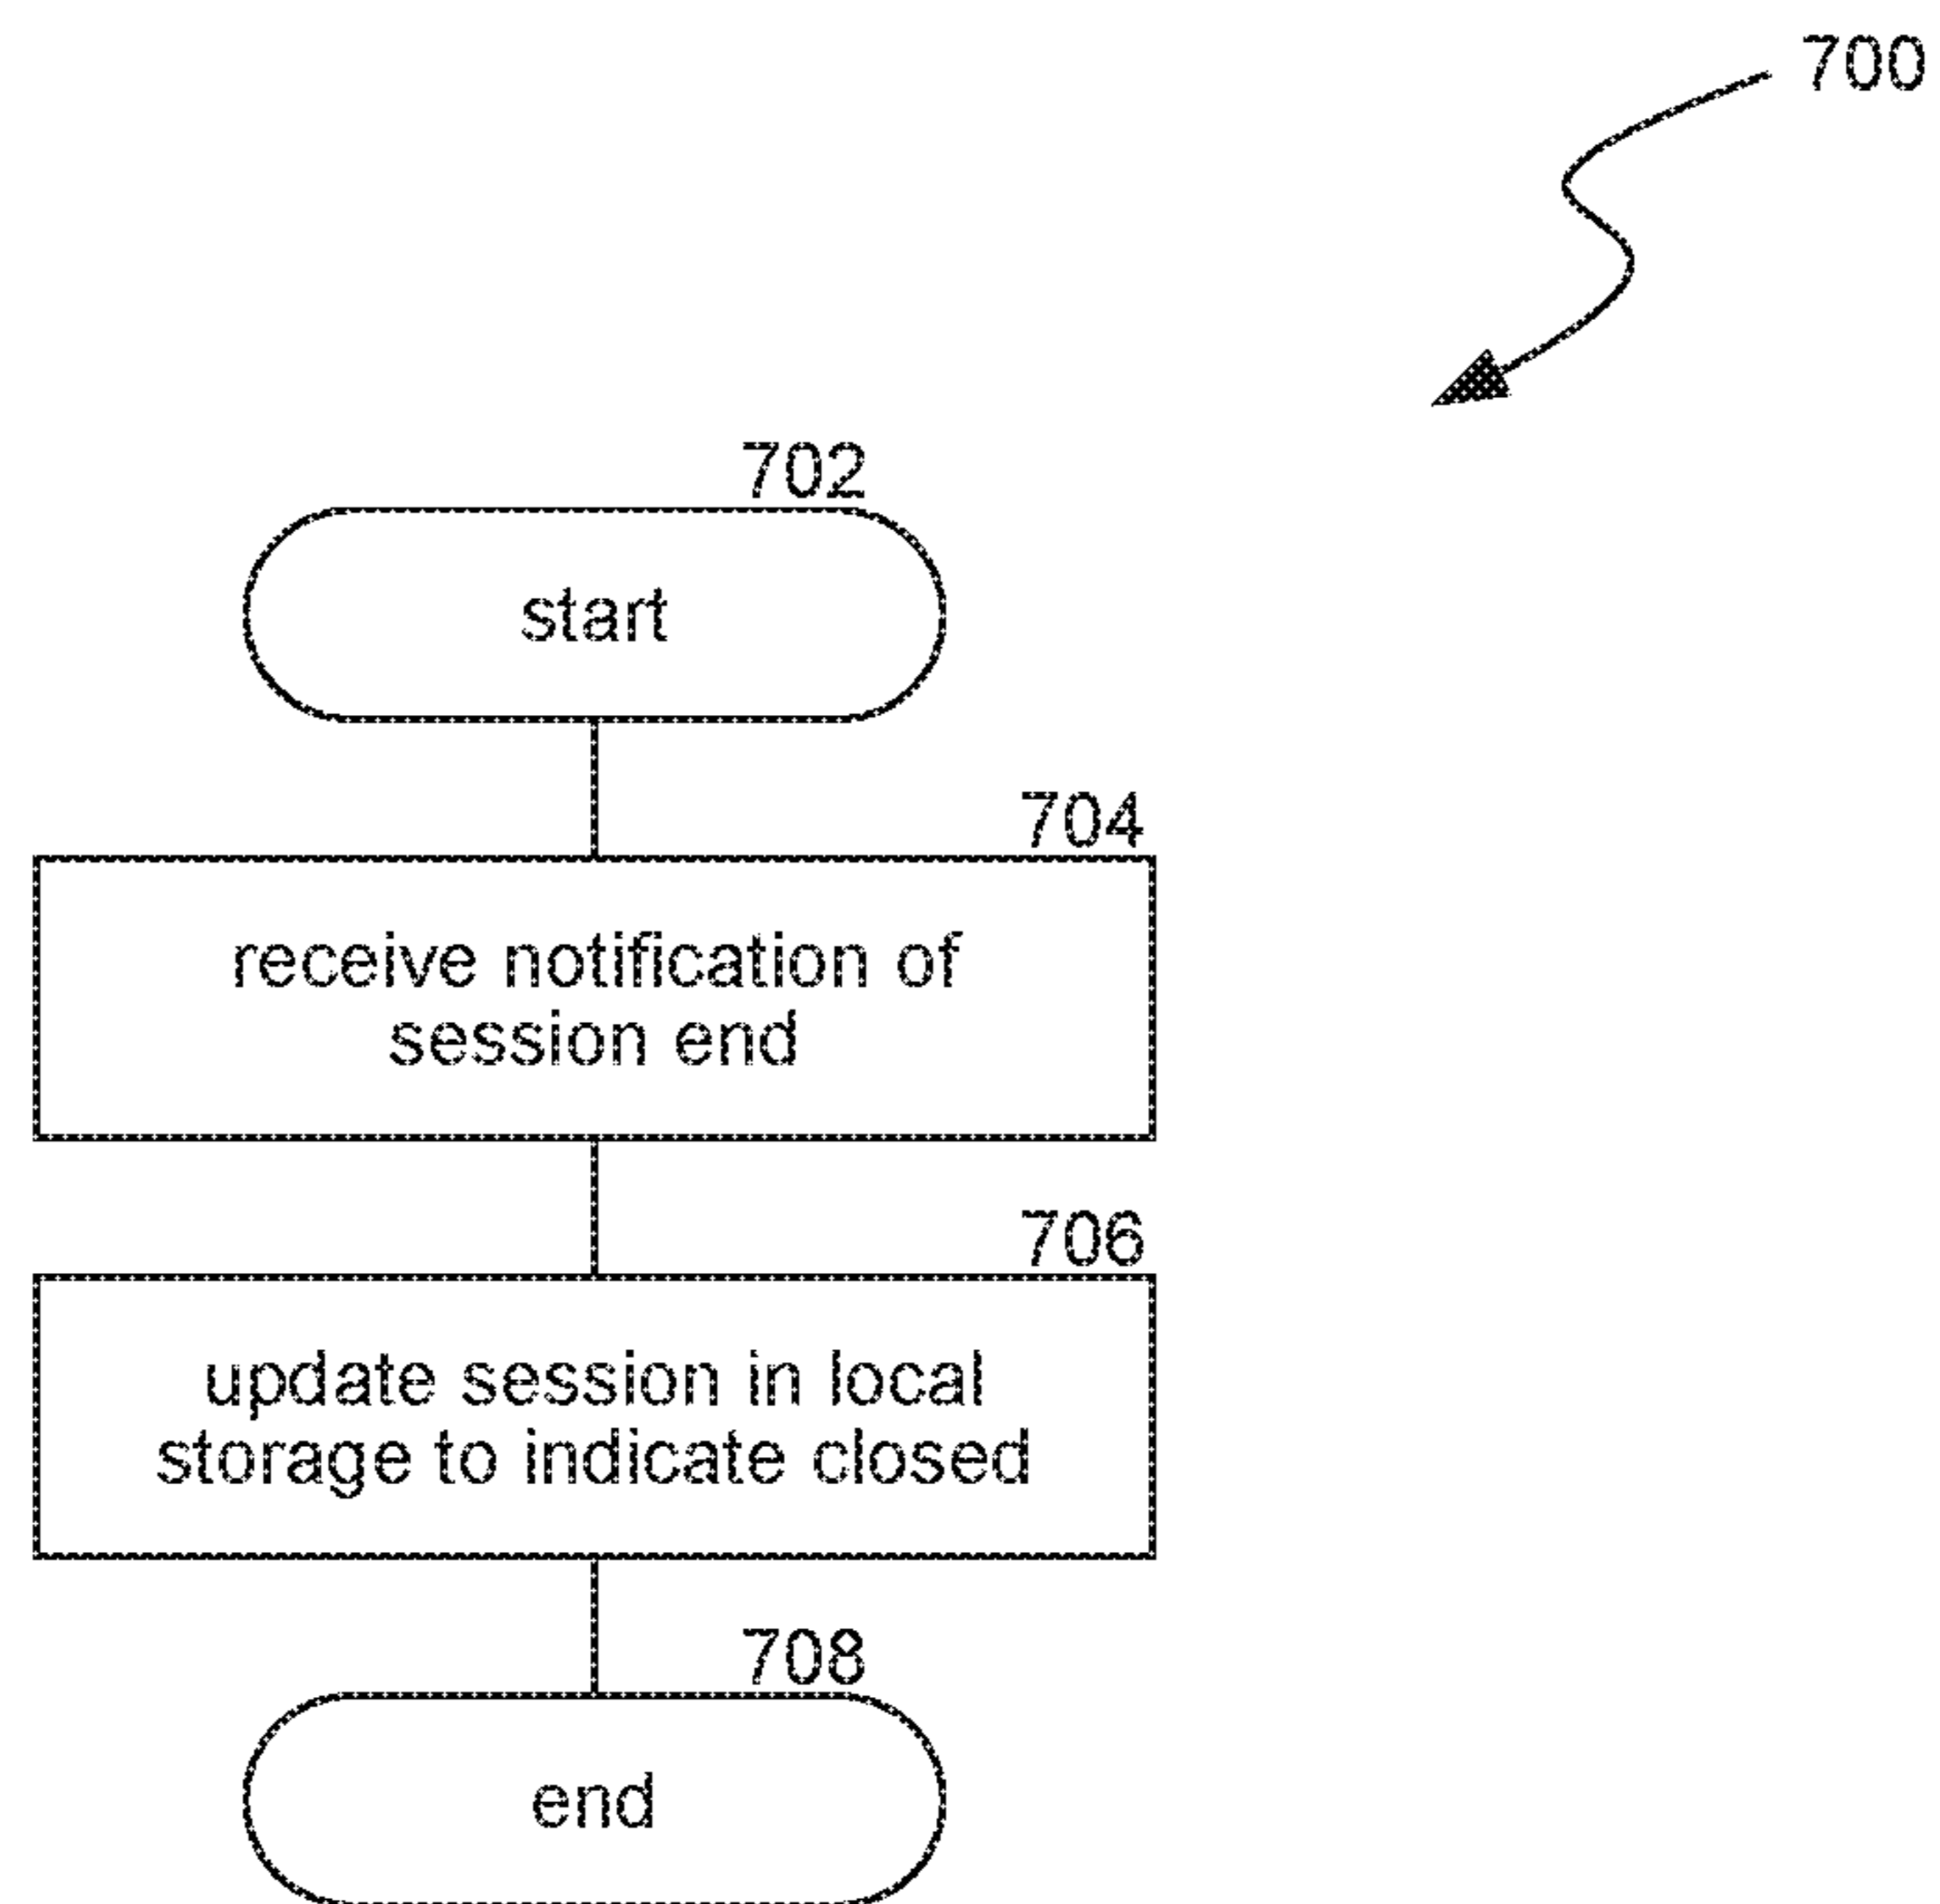 700
702
start
704
receive notification of
session end
706
update session in local
storage to indicate closed
708
end